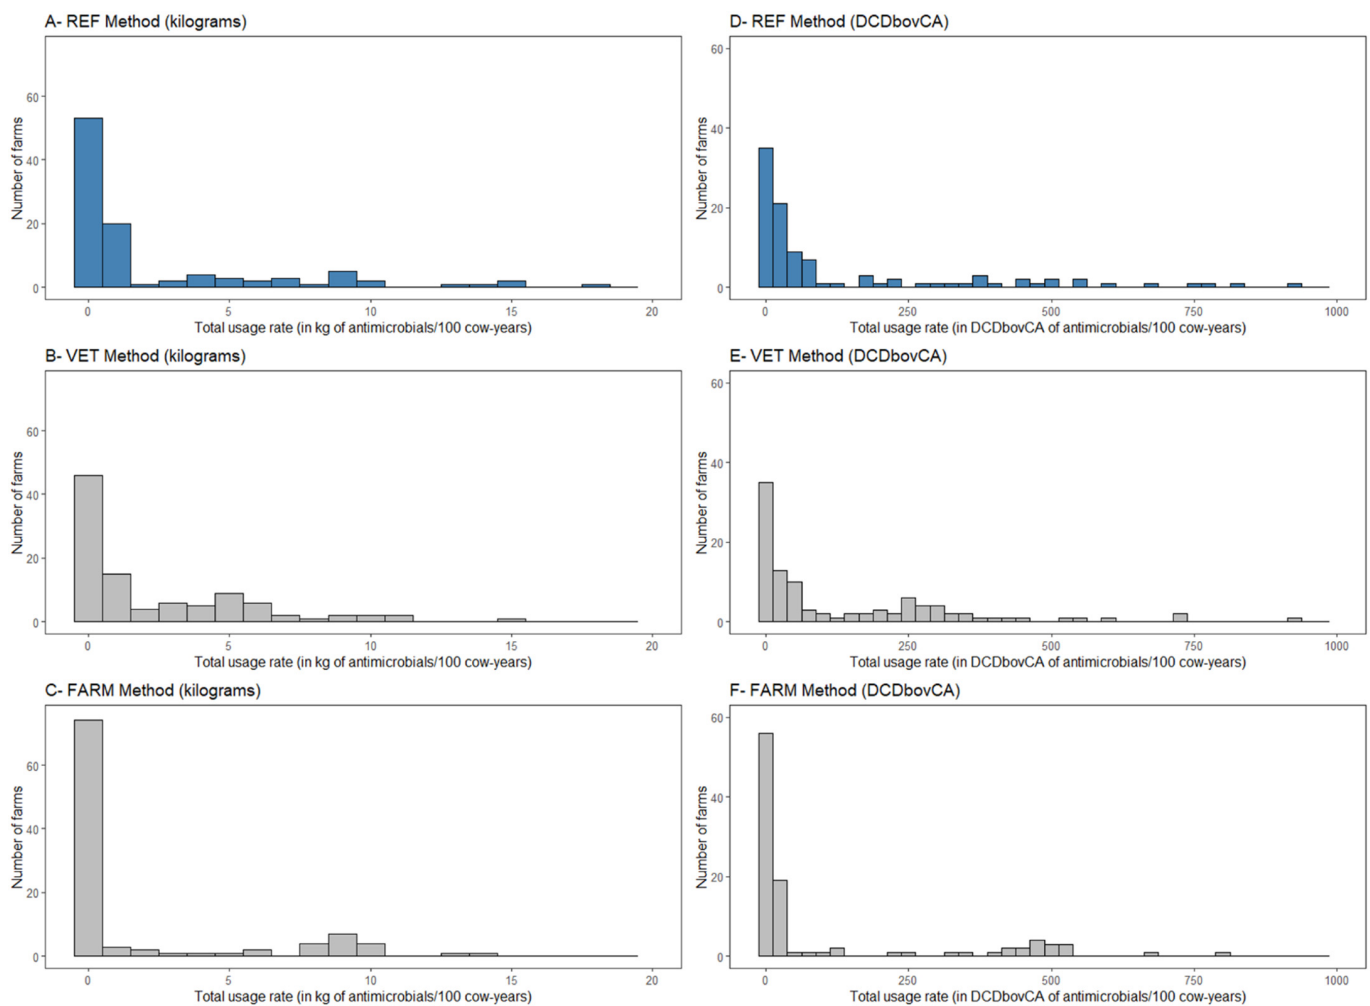 A- REF Method (kilograms)
Number of farms
60
40
20
0
0 5 10 15 20
Total usage rate (in kg of antimicrobials/100 cow-years)
B- VET Method (kilograms)
Number of farms
60
40
20
0
0 5 10 15 20
Total usage rate (in kg of antimicrobials/100 cow-years)
C- FARM Method (kilograms)
Number of farms
60
40
20
0
0 5 10 15 20
Total usage rate (in kg of antimicrobials/100 cow-years)
D- REF Method (DCDbovCA)
Number of farms
60
40
20
0
0 250 500 750 1000
Total usage rate (in DCDbovCA of antimicrobials/100 cow-years)
E- VET Method (DCDbovCA)
Number of farms
60
40
20
0
0 250 500 750 1000
Total usage rate (in DCDbovCA of antimicrobials/100 cow-years)
F- FARM Method (DCDbovCA)
Number of farms
60
40
20
0
0 250 500 750 1000
Total usage rate (in DCDbovCA of antimicrobials/100 cow-years)